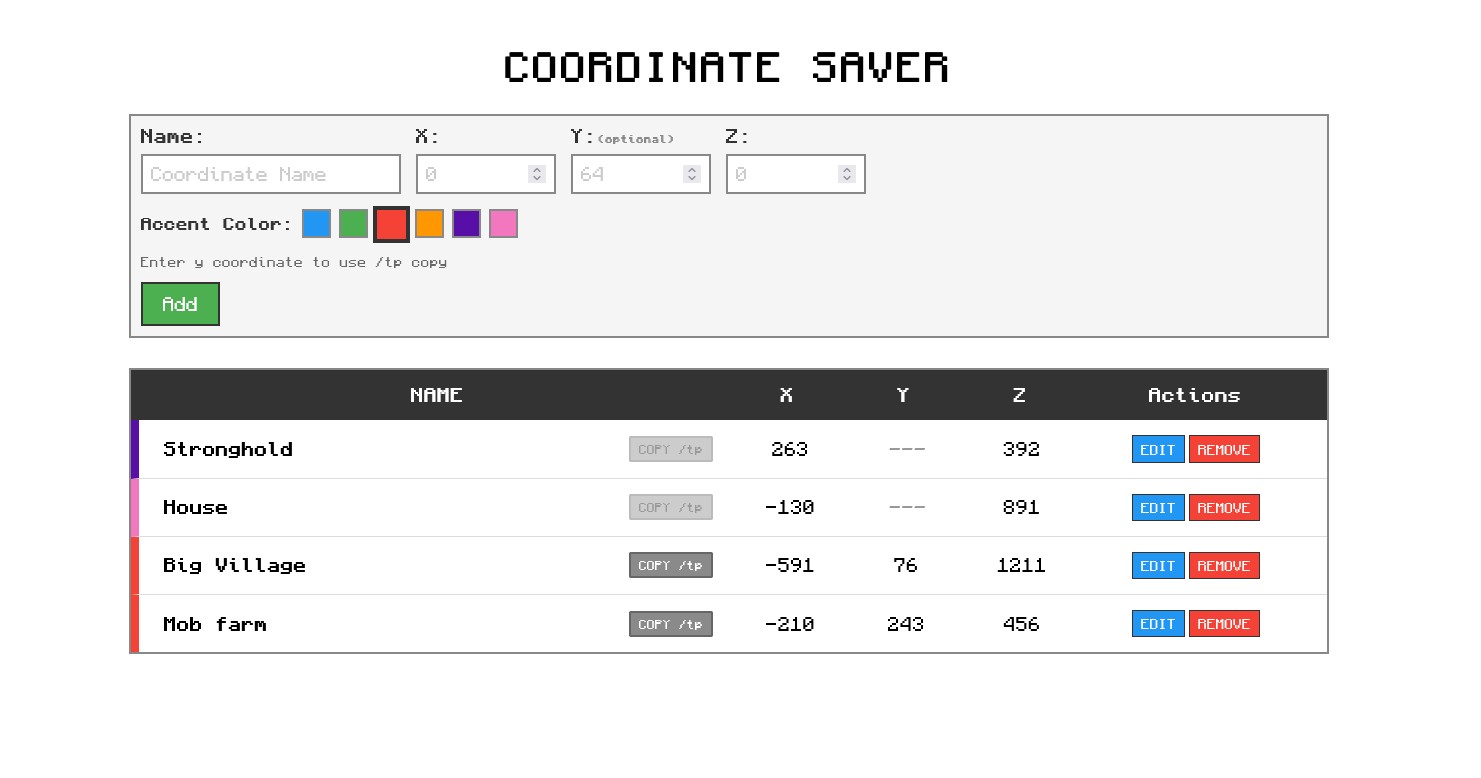 COORDINATE SAVER
Name: X: Y:(optional) Z:
Coordinate Name 0 64 0
Accent Color:
Enter y coordinate to use /tp copy
Add
NAME X Y Z Actions
Stronghold COPY /tp 263 --- 392 EDIT REMOVE
House COPY /tp -130 --- 891 EDIT REMOVE
Big Village COPY /tp -591 76 1211 EDIT REMOVE
Mob farm COPY /tp -210 243 456 EDIT REMOVE